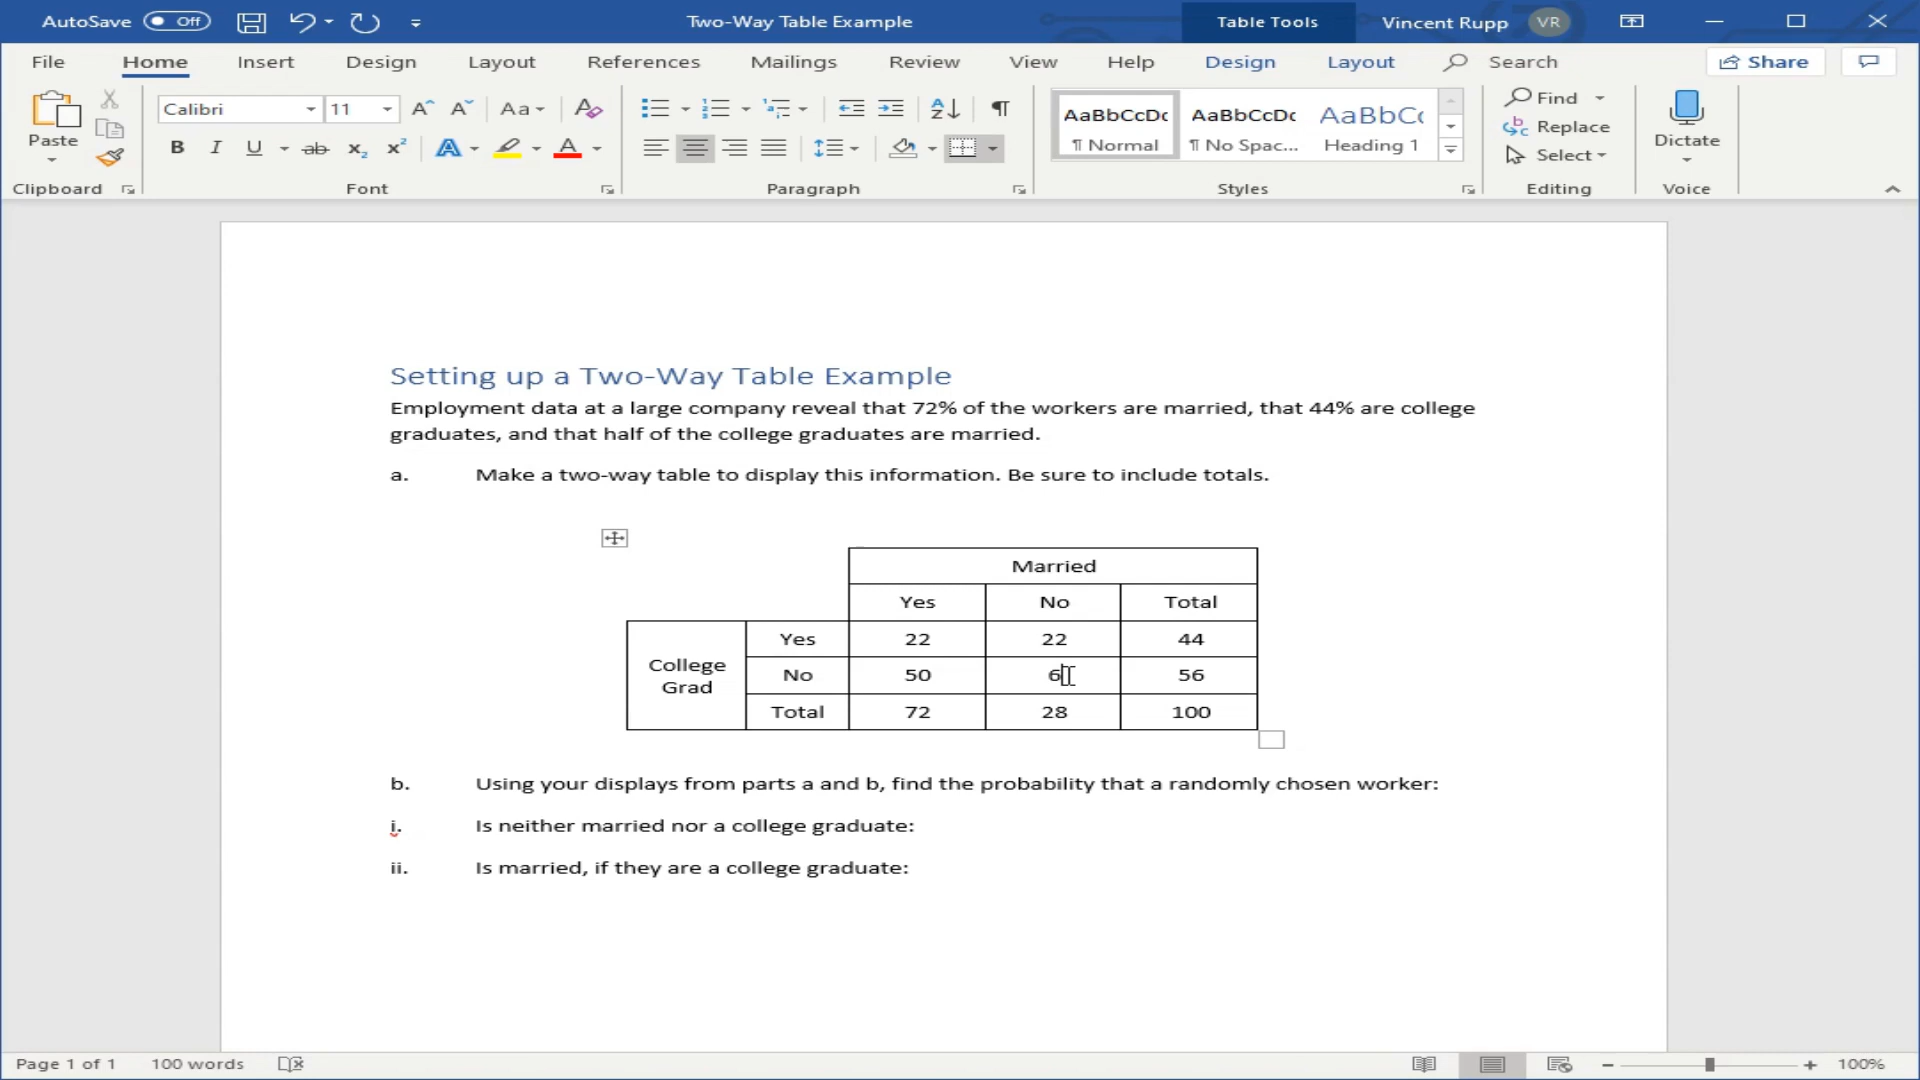 AutoSave Off Two-Way Table Example Table Tools Vincent Rupp VR
File Home Insert Design Layout References Mailings Review View Help Design Layout Search Share
Paste Calibri 11 Aa AaBbCcDc AaBbCcDc AaBbCc Find
Replace
B I U ab x2 x2 A A ¶ Normal ¶ No Spac... Heading 1 Select Dictate
Clipboard Font Paragraph Styles Editing Voice
Setting up a Two-Way Table Example
Employment data at a large company reveal that 72% of the workers are married, that 44% are college
graduates, and that half of the college graduates are married.
a. Make a two-way table to display this information. Be sure to include totals.
Married
Yes No Total
College Grad Yes 22 22 44
No 50 6 56
Total 72 28 100
b. Using your displays from parts a and b, find the probability that a randomly chosen worker:
i. Is neither married nor a college graduate:
ii. Is married, if they are a college graduate:
Page 1 of 1 100 words 100%